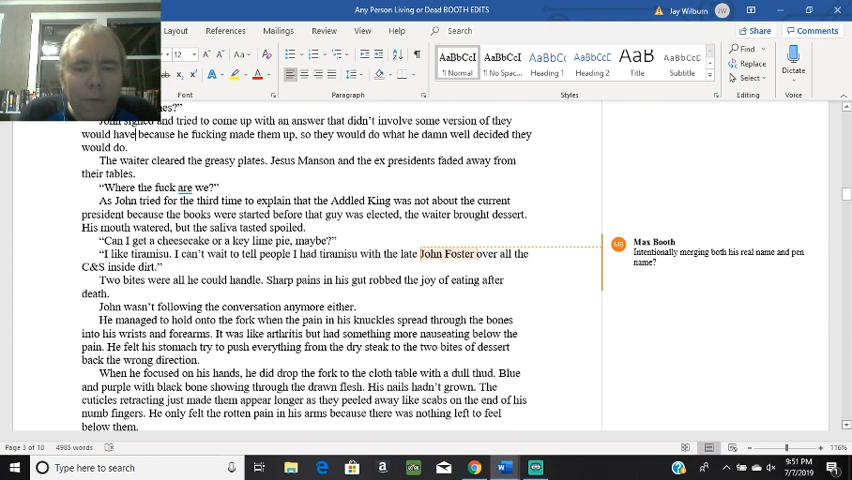 Any Person Living or Dead BOOTH EDITS
Jay Wilburn
JW
Layout References Mailings Review View Help Search
Share Comments
12
Aa
Find
Replace
Select
Dictate
AaBbCcI AaBbCcI AaBbC( AaBbCcI AaB AaBbCcI
¶ Normal ¶ No Spac... Heading 1 Heading 2 Title Subtitle
Paragraph Styles Editing Voice
John sighed and tried to come up with an answer that didn't involve some version of they
would have because he fucking made them up, so they would do what he damn well decided they
would do.
The waiter cleared the greasy plates. Jesus Manson and the ex presidents faded away from
their tables.
“Where the fuck are we?”
As John tried for the third time to explain that the Addled King was not about the current
president because the books were started before that guy was elected, the waiter brought dessert.
His mouth watered, but the saliva tasted spoiled.
“Can I get a cheesecake or a key lime pie, maybe?”
“I like tiramisu. I can't wait to tell people I had tiramisu with the late John Foster over all the
C&S inside dirt.”
Two bites were all he could handle. Sharp pains in his gut robbed the joy of eating after
death.
John wasn't following the conversation anymore either.
He managed to hold onto the fork when the pain in his knuckles spread through the bones
into his wrists and forearms. It was like arthritis but had something more nauseating below the
pain. He felt his stomach try to push everything from the dry steak to the two bites of dessert
back the wrong direction.
When he focused on his hands, he did drop the fork to the cloth table with a dull thud. Blue
and purple with black bone showing through the drawn flesh. His nails hadn't grown. The
cuticles retracting just made them appear longer as they peeled away like scabs on the end of his
numb fingers. He only felt the rotten pain in his arms because there was nothing left to feel
below them.
MB
Max Booth
Intentionally merging both his real name and pen
name?
Page 3 of 10 4985 words
116%
Type here to search
9:51 PM
7/7/2019